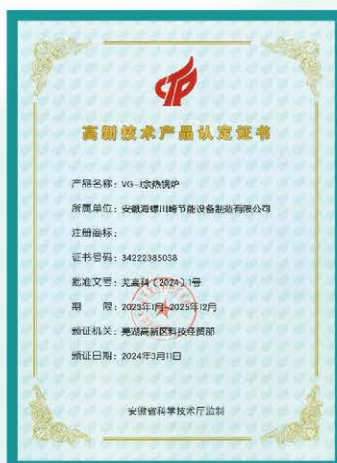 高新技术产品认定证书
产品名称：VG-J余热锅炉
所属单位：安徽海螺川崎节能设备制造有限公司
注册商标：
证书号码：34222385038
批准文号：芜高科（2024）1号
期 限：2023年1月-2025年12月
颁证机关：芜湖高新区科技经贸部
颁证日期：2024年3月11日
安徽省科学技术厅监制